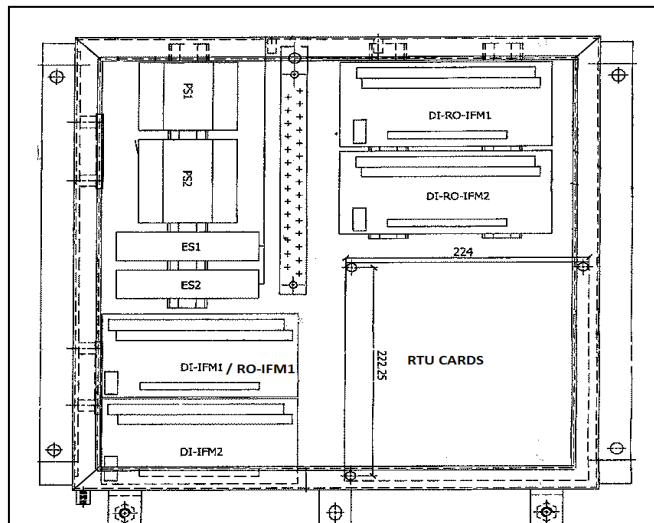 PS1
DI-RO-IFM1
PS2
DI-RO-IFM2
ES1
ES2
224
222.25
RTU CARDS
DI-IFM1 / RO-IFM1
DI-IFM2